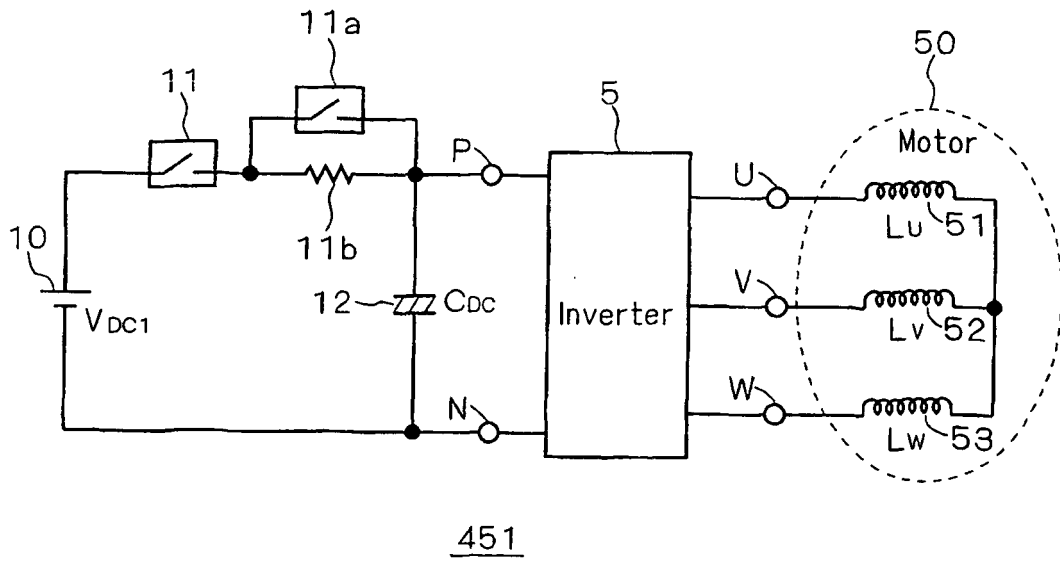 11a
50
11
5
Motor
P
U
Lu 51
10
11b
V
12
CDC
VDC1
Inverter
Lv 52
N
W
Lw 53
451